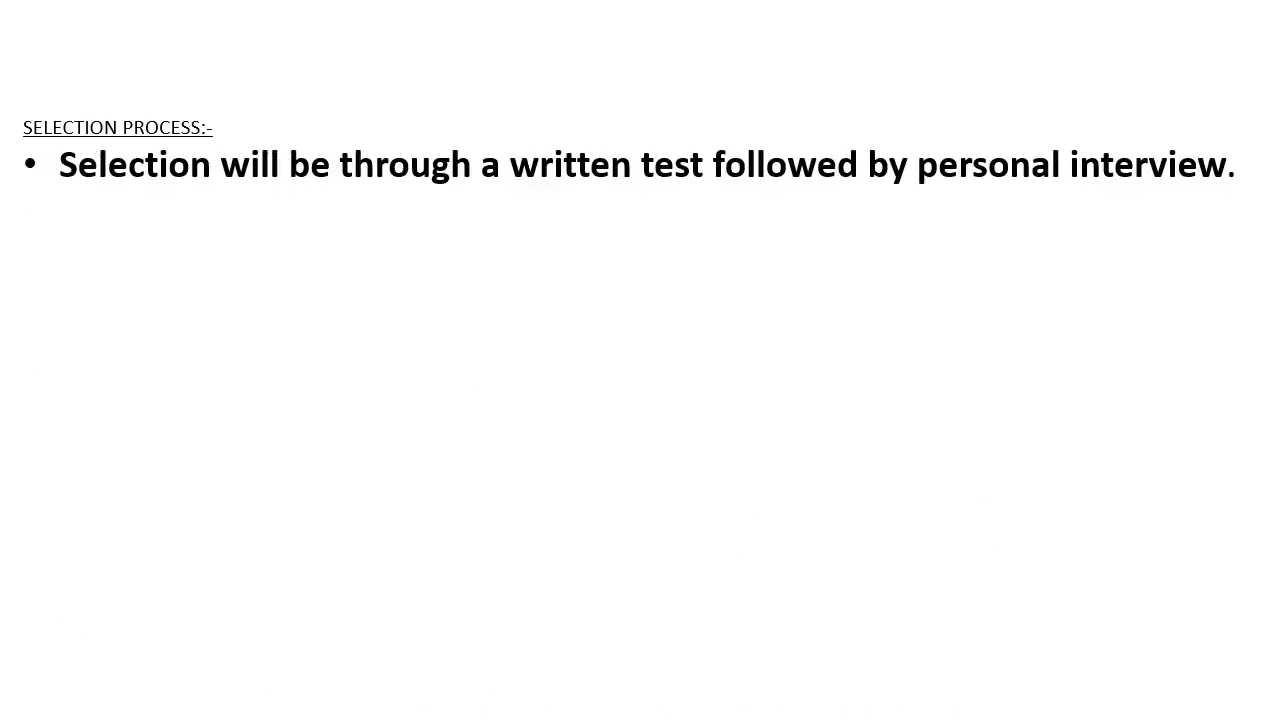 SELECTION PROCESS:-
• Selection will be through a written test followed by personal interview.